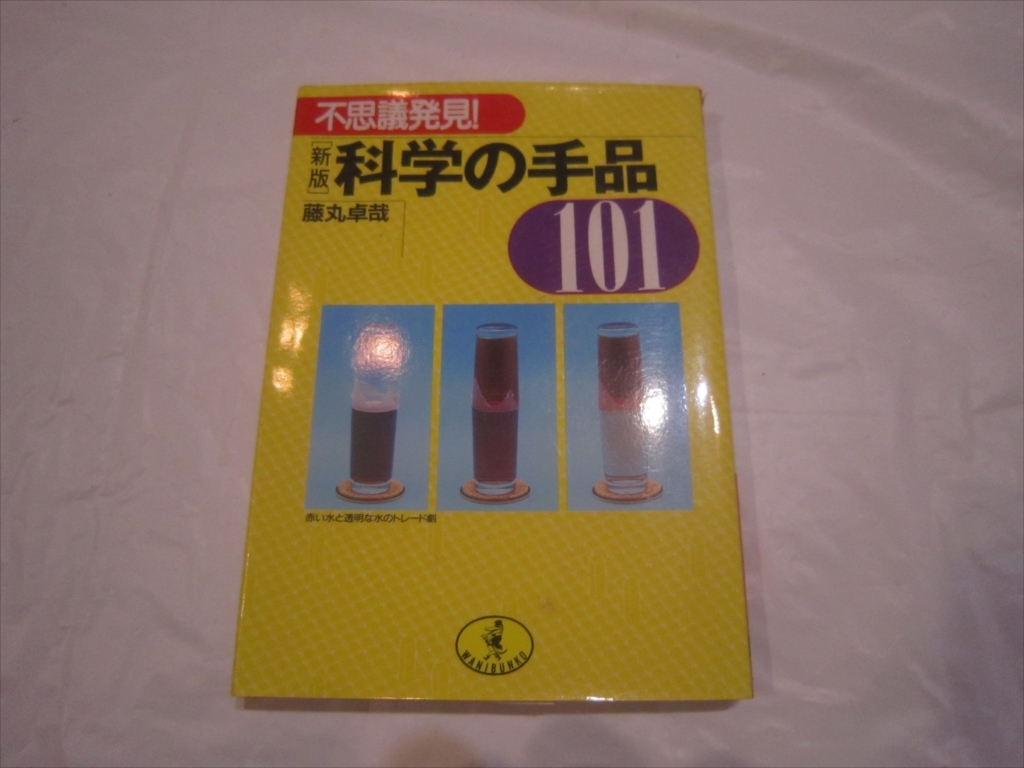 不思議発見!
[新版]科学の手品
101
藤丸卓哉
赤い水と透明な水のトレード劇
WANIBUNKO